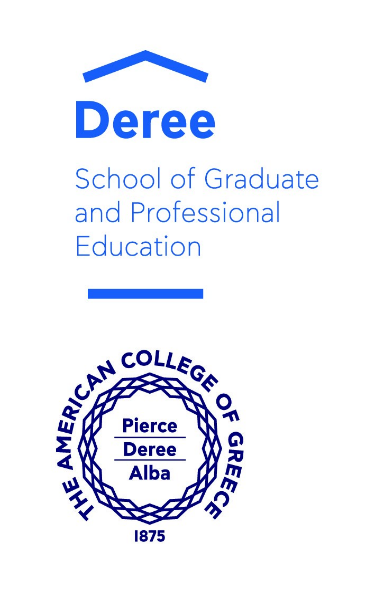 Deree
School of Graduate
and Professional
Education
THE AMERICAN COLLEGE OF GREECE
Pierce
Deree
Alba
1875